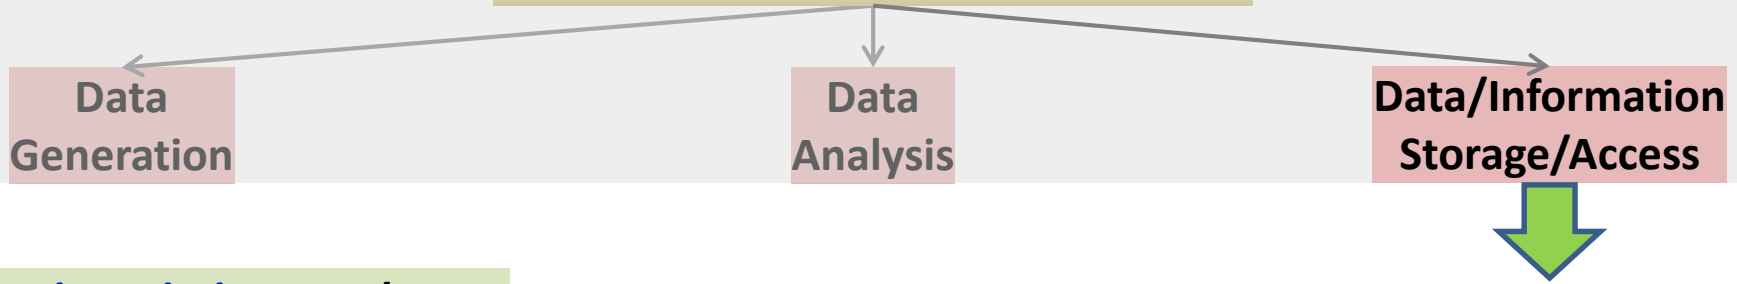 Data
Generation
Data
Analysis
Data/Information
Storage/Access